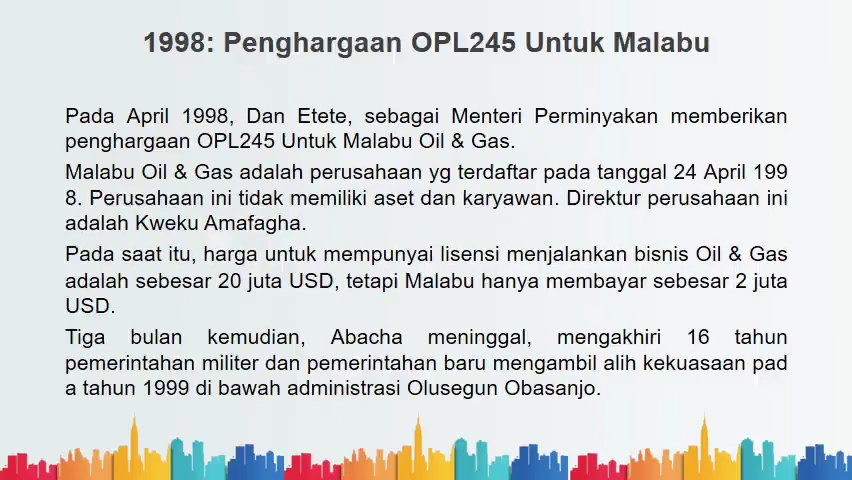 1998: Penghargaan OPL245 Untuk Malabu
Pada April 1998, Dan Etete, sebagai Menteri Perminyakan memberikan
penghargaan OPL245 Untuk Malabu Oil & Gas.
Malabu Oil & Gas adalah perusahaan yg terdaftar pada tanggal 24 April 199
8. Perusahaan ini tidak memiliki aset dan karyawan. Direktur perusahaan ini
adalah Kweku Amafagha.
Pada saat itu, harga untuk mempunyai lisensi menjalankan bisnis Oil & Gas
adalah sebesar 20 juta USD, tetapi Malabu hanya membayar sebesar 2 juta
USD.
Tiga bulan kemudian, Abacha meninggal, mengakhiri 16 tahun
pemerintahan militer dan pemerintahan baru mengambil alih kekuasaan pad
a tahun 1999 di bawah administrasi Olusegun Obasanjo.